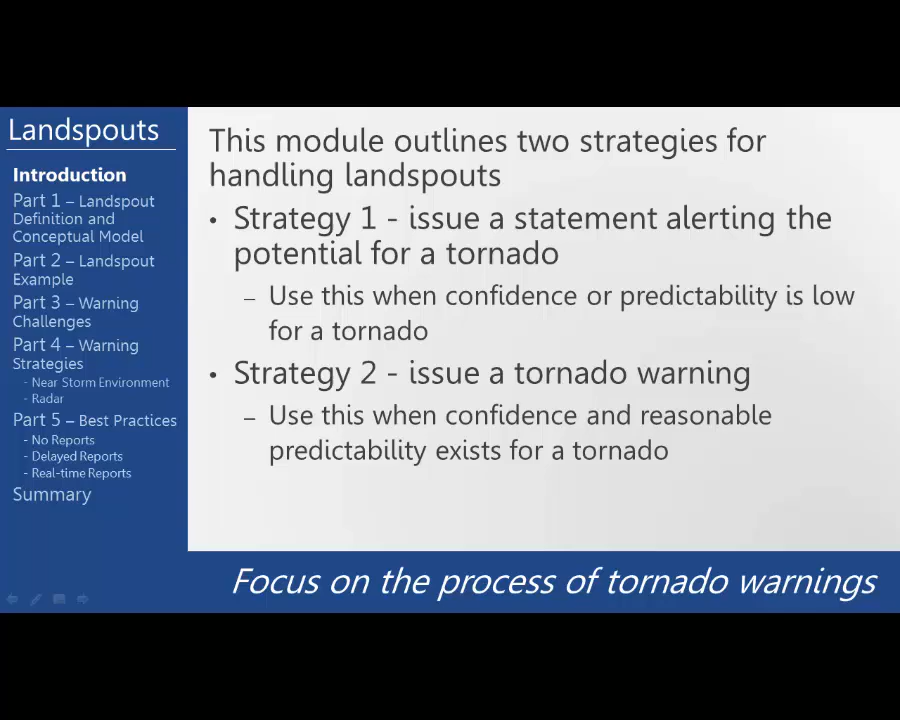 Landspouts
Introduction
Part 1 – Landspout
Definition and
Conceptual Model
Part 2 – Landspout
Example
Part 3 – Warning
Challenges
Part 4 – Warning
Strategies
- Near Storm Environment
- Radar
Part 5 – Best Practices
- No Reports
- Delayed Reports
- Real-time Reports
Summary
This module outlines two strategies for
handling landspouts
• Strategy 1 - issue a statement alerting the
potential for a tornado
– Use this when confidence or predictability is low
for a tornado
• Strategy 2 - issue a tornado warning
– Use this when confidence and reasonable
predictability exists for a tornado
Focus on the process of tornado warnings